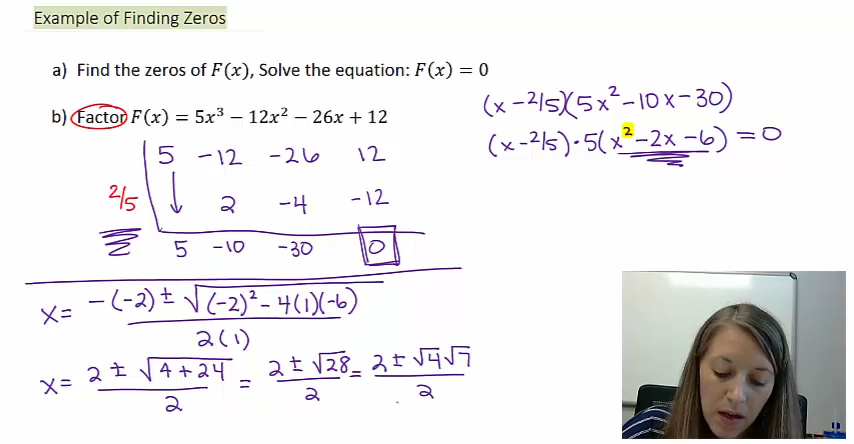 Example of Finding Zeros
a) Find the zeros of F(x), Solve the equation: F(x) = 0
(x - 2/5)(5x² - 10x - 30)
b) Factor F(x) = 5x³ − 12x² − 26x + 12
(x - 2/5) · 5(x² - 2x - 6) = 0
5 -12 -26 12
2/5 2 -4 -12
5 -10 -30 0
x = -(-2) ± √((-2)² - 4(1)(-6)) / 2(1)
x = 2 ± √(4 + 24) / 2 = 2 ± √28 / 2 = 2 ± √4 √7 / 2